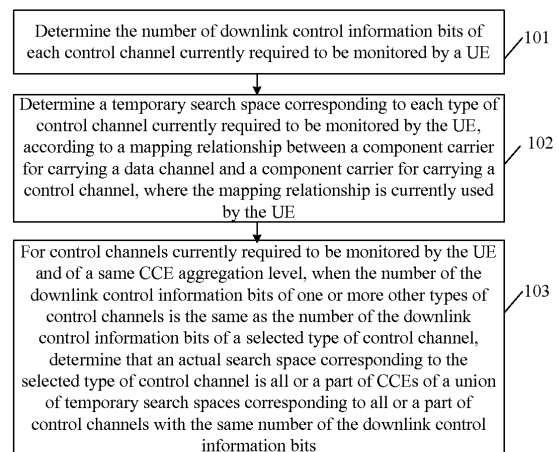 Determine the number of downlink control information bits of
each control channel currently required to be monitored by a UE
101
Determine a temporary search space corresponding to each type of
control channel currently required to be monitored by the UE,
according to a mapping relationship between a component carrier
for carrying a data channel and a component carrier for carrying a
control channel, where the mapping relationship is currently used
by the UE
102
For control channels currently required to be monitored by the UE
and of a same CCE aggregation level, when the number of the
downlink control information bits of one or more other types of
control channels is the same as the number of the downlink
control information bits of a selected type of control channel,
determine that an actual search space corresponding to the
selected type of control channel is all or a part of CCEs of a union
of temporary search spaces corresponding to all or a part of
control channels with the same number of the downlink control
information bits
103